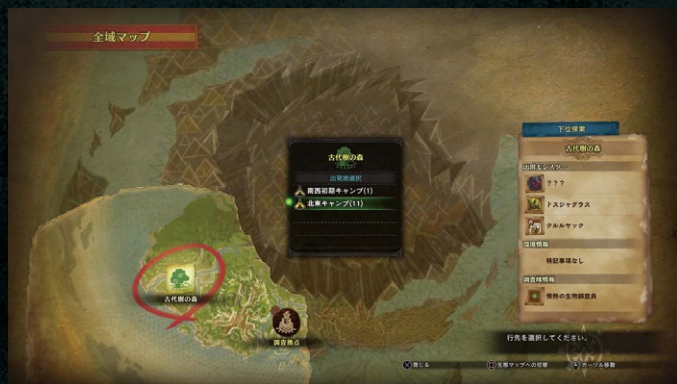 全域マップ
古代樹の森
出発地選択
南西初期キャンプ(1)
北東キャンプ(11)
古代樹の森
調査拠点
下位探索
古代樹の森
出現モンスター
???
ドスジャグラス
クルルヤック
環境情報
特記事項なし
調査隊情報
情熱の生物調査員
行先を選択してください。
閉じる
生態マップへの切替
カーソル移動